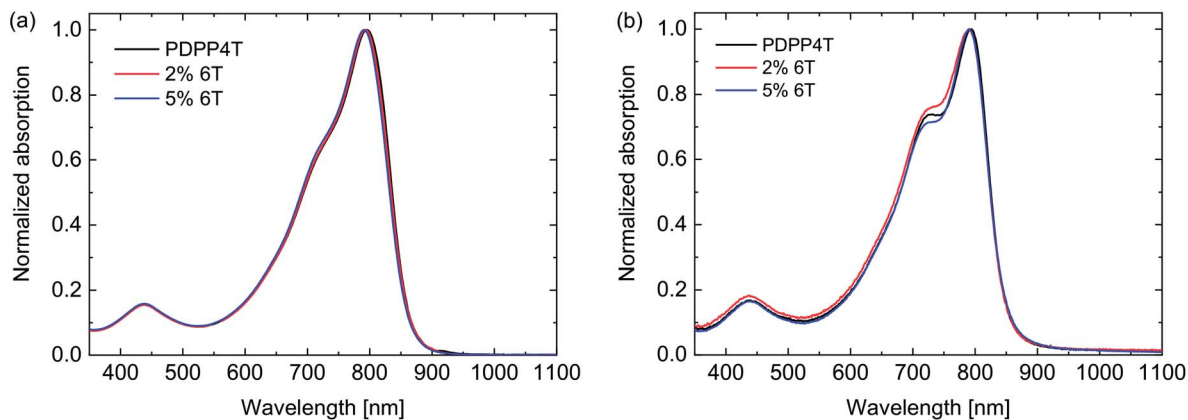 (a)
Normalized absorption
1.0
0.8
0.6
0.4
0.2
0.0
PDPP4T
2% 6T
5% 6T
400 500 600 700 800 900 1000 1100
Wavelength [nm]
(b)
Normalized absorption
1.0
0.8
0.6
0.4
0.2
0.0
PDPP4T
2% 6T
5% 6T
400 500 600 700 800 900 1000 1100
Wavelength [nm]